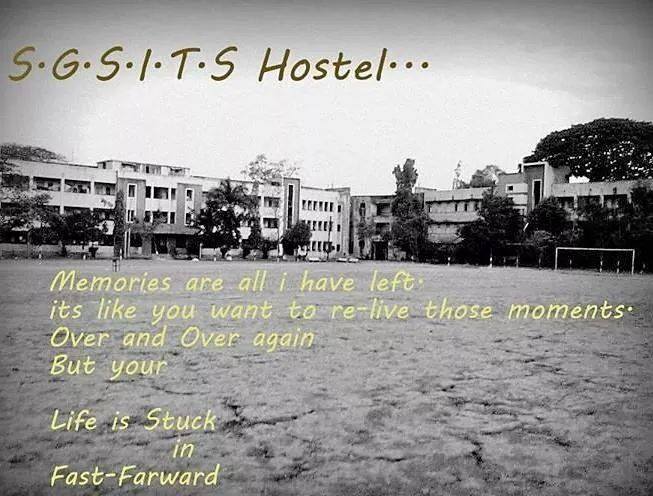 S.G.S.I.T.S Hostel...
Memories are all i have left.
its like you want to re-live those moments.
Over and Over again
But your
Life is Stuck
in
Fast-Farward